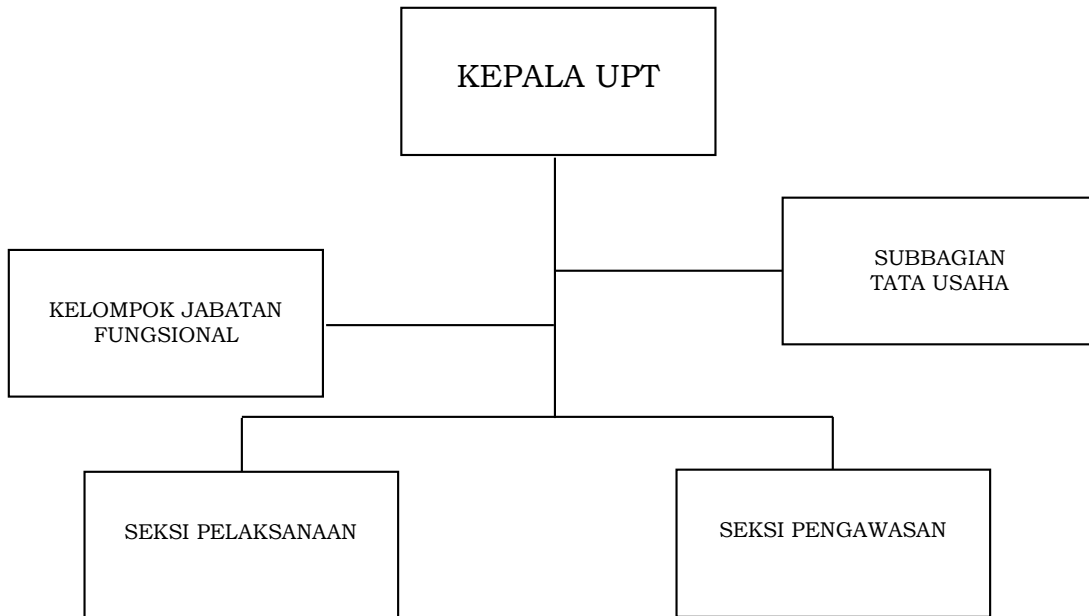 KEPALA UPT
SUBBAGIAN
TATA USAHA
KELOMPOK JABATAN
FUNGSIONAL
SEKSI PELAKSANAAN
SEKSI PENGAWASAN